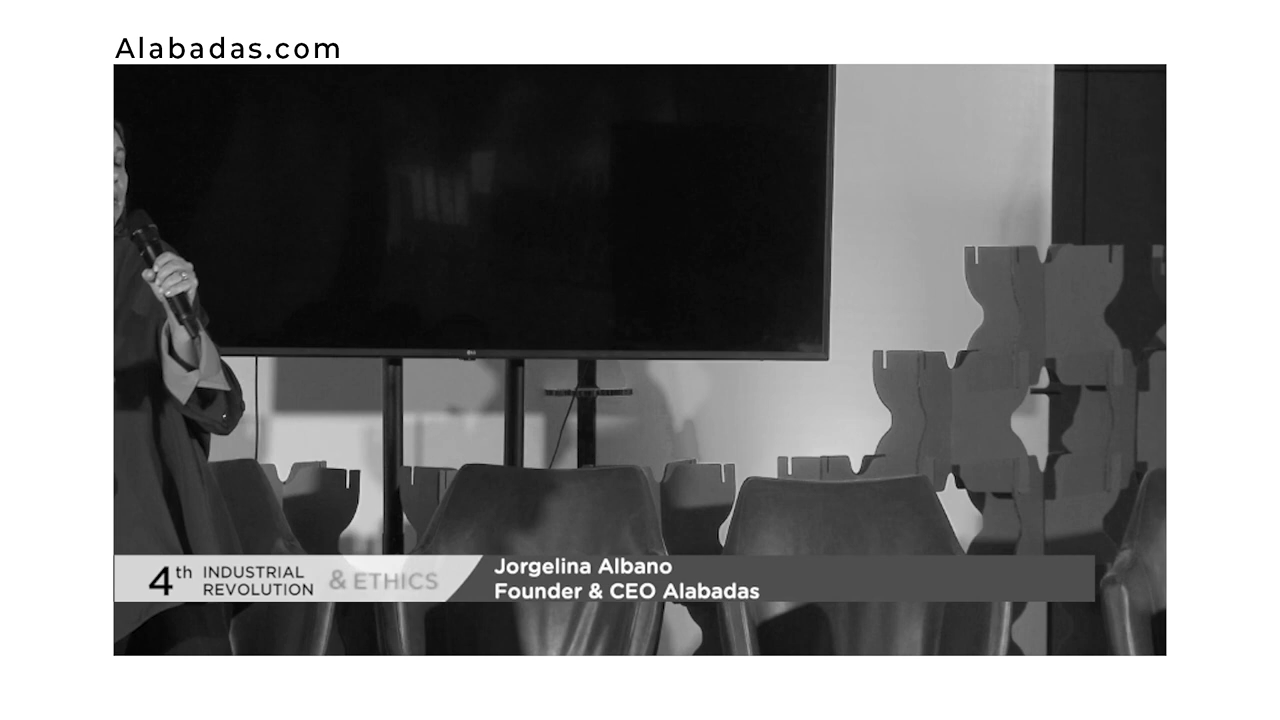 Alabadas.com
4th INDUSTRIAL REVOLUTION & ETHICS
Jorgelina Albano
Founder & CEO Alabadas